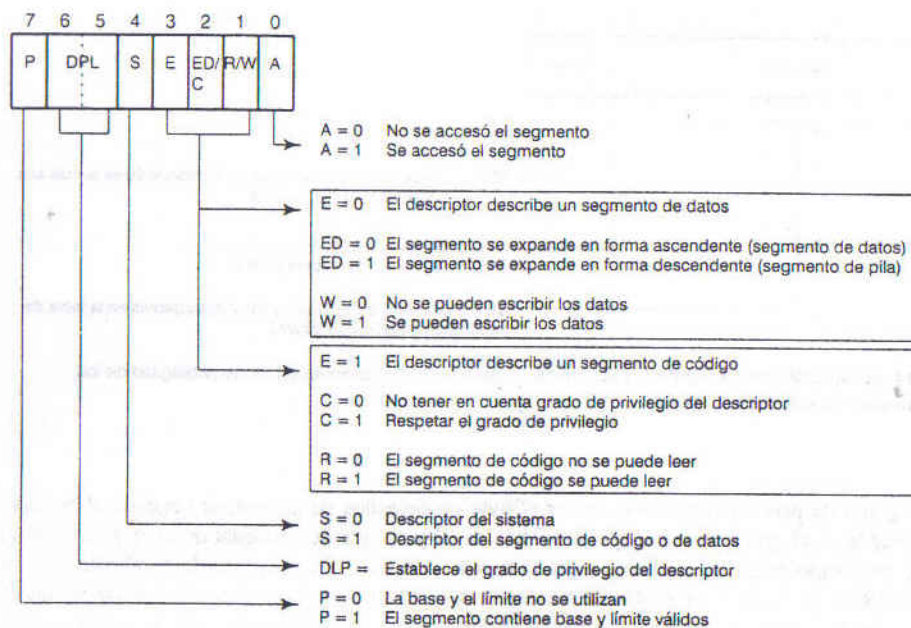 7 6 5 4 3 2 1 0
P DPL S E ED/C R/W A
A = 0 No se accesó el segmento
A = 1 Se accesó el segmento
E = 0 El descriptor describe un segmento de datos
ED = 0 El segmento se expande en forma ascendente (segmento de datos)
ED = 1 El segmento se expande en forma descendente (segmento de pila)
W = 0 No se pueden escribir los datos
W = 1 Se pueden escribir los datos
E = 1 El descriptor describe un segmento de código
C = 0 No tener en cuenta grado de privilegio del descriptor
C = 1 Respetar el grado de privilegio
R = 0 El segmento de código no se puede leer
R = 1 El segmento de código se puede leer
S = 0 Descriptor del sistema
S = 1 Descriptor del segmento de código o de datos
DLP = Establece el grado de privilegio del descriptor
P = 0 La base y el límite no se utilizan
P = 1 El segmento contiene base y límite válidos